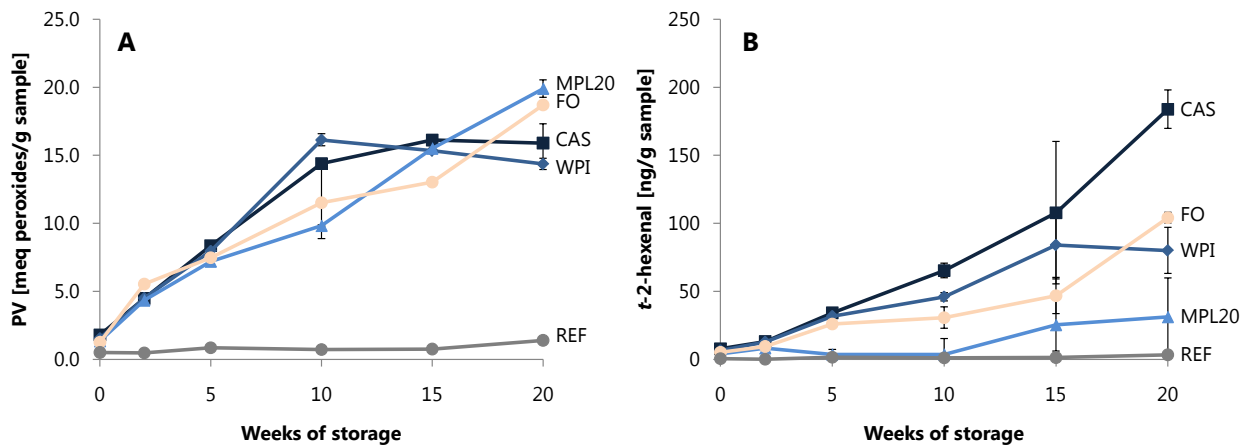 A
PV [meq peroxides/g sample]
25.0
20.0
15.0
10.0
5.0
0.0
MPL20
FO
CAS
WPI
REF
0 5 10 15 20
Weeks of storage
B
t-2-hexenal [ng/g sample]
250
200
150
100
50
0
CAS
FO
WPI
MPL20
REF
0 5 10 15 20
Weeks of storage